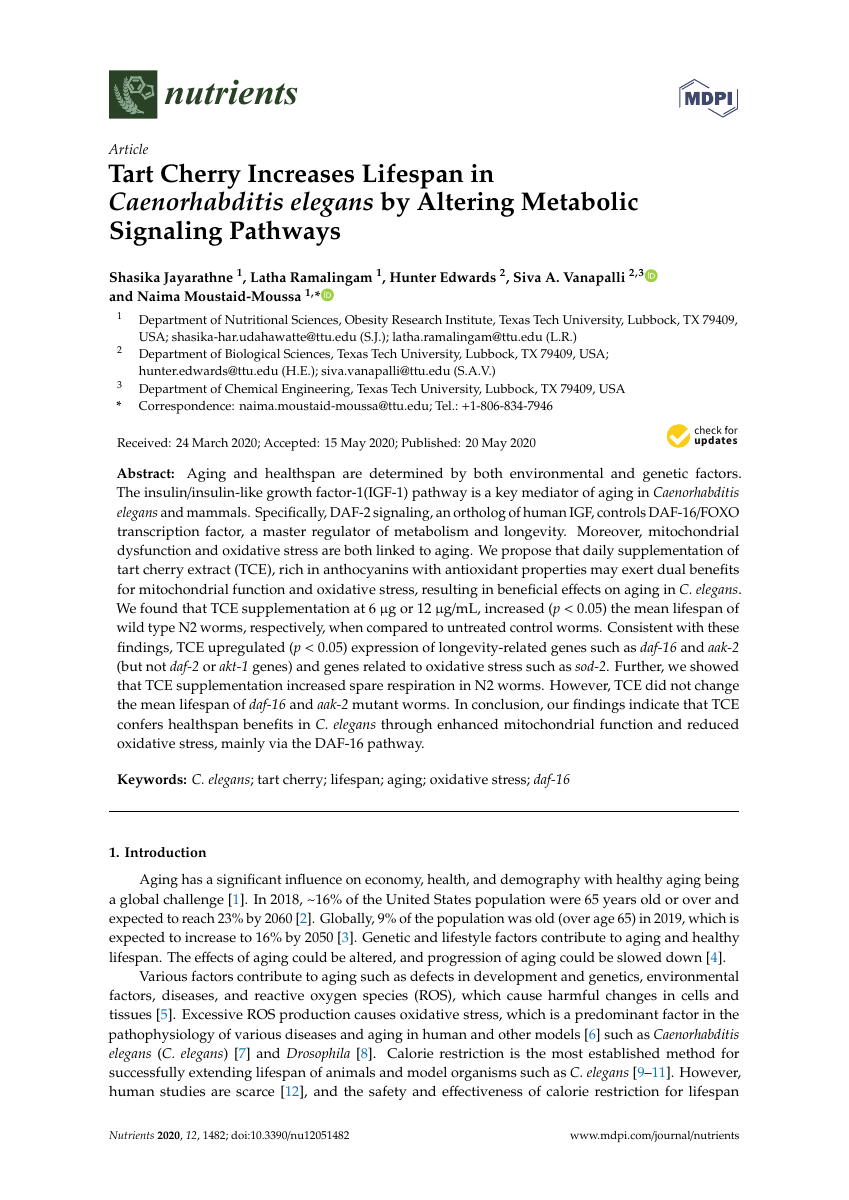 nutrients
MDPI
Article
Tart Cherry Increases Lifespan in
Caenorhabditis elegans by Altering Metabolic
Signaling Pathways
Shasika Jayarathne 1, Latha Ramalingam 1, Hunter Edwards 2, Siva A. Vanapalli 2,3 iD
and Naima Moustaid-Moussa 1,* iD
1 Department of Nutritional Sciences, Obesity Research Institute, Texas Tech University, Lubbock, TX 79409,
USA; shasika-har.udahawatte@ttu.edu (S.J.); latha.ramalingam@ttu.edu (L.R.)
2 Department of Biological Sciences, Texas Tech University, Lubbock, TX 79409, USA;
hunter.edwards@ttu.edu (H.E.); siva.vanapalli@ttu.edu (S.A.V.)
3 Department of Chemical Engineering, Texas Tech University, Lubbock, TX 79409, USA
* Correspondence: naima.moustaid-moussa@ttu.edu; Tel.: +1-806-834-7946
Received: 24 March 2020; Accepted: 15 May 2020; Published: 20 May 2020
check for
updates
Abstract: Aging and healthspan are determined by both environmental and genetic factors.
The insulin/insulin-like growth factor-1(IGF-1) pathway is a key mediator of aging in Caenorhabditis
elegans and mammals. Specifically, DAF-2 signaling, an ortholog of human IGF, controls DAF-16/FOXO
transcription factor, a master regulator of metabolism and longevity. Moreover, mitochondrial
dysfunction and oxidative stress are both linked to aging. We propose that daily supplementation of
tart cherry extract (TCE), rich in anthocyanins with antioxidant properties may exert dual benefits
for mitochondrial function and oxidative stress, resulting in beneficial effects on aging in C. elegans.
We found that TCE supplementation at 6 μg or 12 μg/mL, increased (p < 0.05) the mean lifespan of
wild type N2 worms, respectively, when compared to untreated control worms. Consistent with these
findings, TCE upregulated (p < 0.05) expression of longevity-related genes such as daf-16 and aak-2
(but not daf-2 or akt-1 genes) and genes related to oxidative stress such as sod-2. Further, we showed
that TCE supplementation increased spare respiration in N2 worms. However, TCE did not change
the mean lifespan of daf-16 and aak-2 mutant worms. In conclusion, our findings indicate that TCE
confers healthspan benefits in C. elegans through enhanced mitochondrial function and reduced
oxidative stress, mainly via the DAF-16 pathway.
Keywords: C. elegans; tart cherry; lifespan; aging; oxidative stress; daf-16
1. Introduction
Aging has a significant influence on economy, health, and demography with healthy aging being
a global challenge [1]. In 2018, ~16% of the United States population were 65 years old or over and
expected to reach 23% by 2060 [2]. Globally, 9% of the population was old (over age 65) in 2019, which is
expected to increase to 16% by 2050 [3]. Genetic and lifestyle factors contribute to aging and healthy
lifespan. The effects of aging could be altered, and progression of aging could be slowed down [4].
Various factors contribute to aging such as defects in development and genetics, environmental
factors, diseases, and reactive oxygen species (ROS), which cause harmful changes in cells and
tissues [5]. Excessive ROS production causes oxidative stress, which is a predominant factor in the
pathophysiology of various diseases and aging in human and other models [6] such as Caenorhabditis
elegans (C. elegans) [7] and Drosophila [8]. Calorie restriction is the most established method for
successfully extending lifespan of animals and model organisms such as C. elegans [9–11]. However,
human studies are scarce [12], and the safety and effectiveness of calorie restriction for lifespan
Nutrients 2020, 12, 1482; doi:10.3390/nu12051482
www.mdpi.com/journal/nutrients